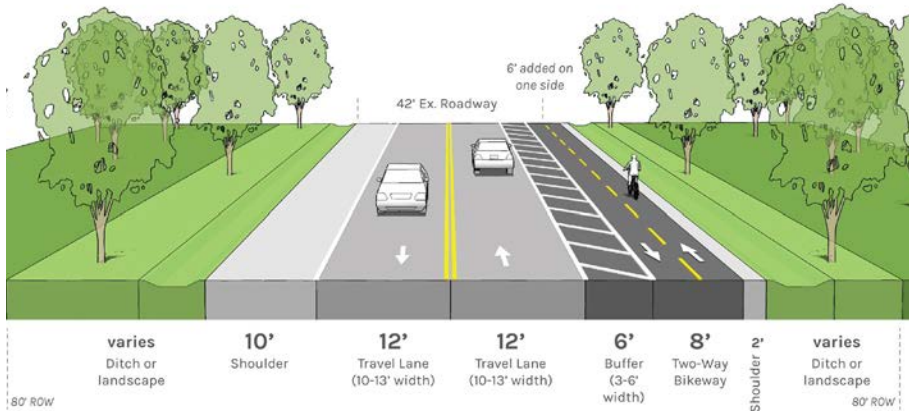 6' added on
one side
42' Ex. Roadway
varies
Ditch or
landscape
10'
Shoulder
12'
Travel Lane
(10-13' width)
12'
Travel Lane
(10-13' width)
6'
Buffer
(3-6'
width)
8'
Two-Way
Bikeway
2'
Shoulder
varies
Ditch or
landscape
80' ROW
80' ROW